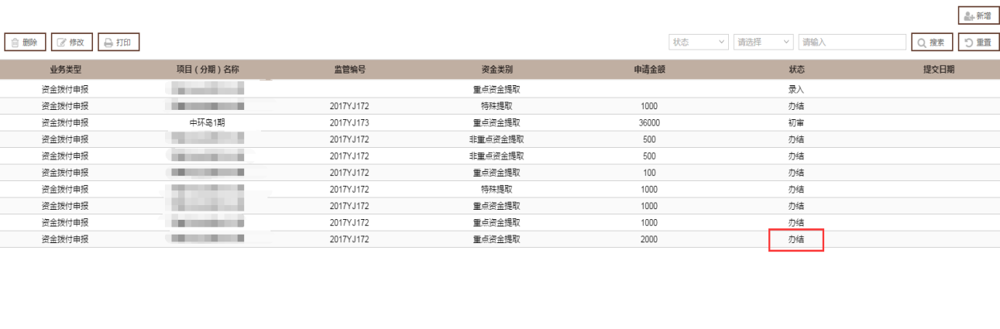 新增
删除 修改 打印 状态 请选择 请输入 搜索 重置
业务类型 项目（分期）名称 监管编号 资金类别 申请金额 状态 提交日期
资金拨付申报 重点资金提取 录入
资金拨付申报 2017YJ172 特殊提取 1000 办结
资金拨付申报 中环岛1期 2017YJ173 重点资金提取 36000 初审
资金拨付申报 2017YJ172 非重点资金提取 500 办结
资金拨付申报 2017YJ172 非重点资金提取 500 办结
资金拨付申报 2017YJ172 重点资金提取 100 办结
资金拨付申报 2017YJ172 特殊提取 1000 办结
资金拨付申报 2017YJ172 重点资金提取 1000 办结
资金拨付申报 2017YJ172 重点资金提取 1000 办结
资金拨付申报 2017YJ172 重点资金提取 2000 办结